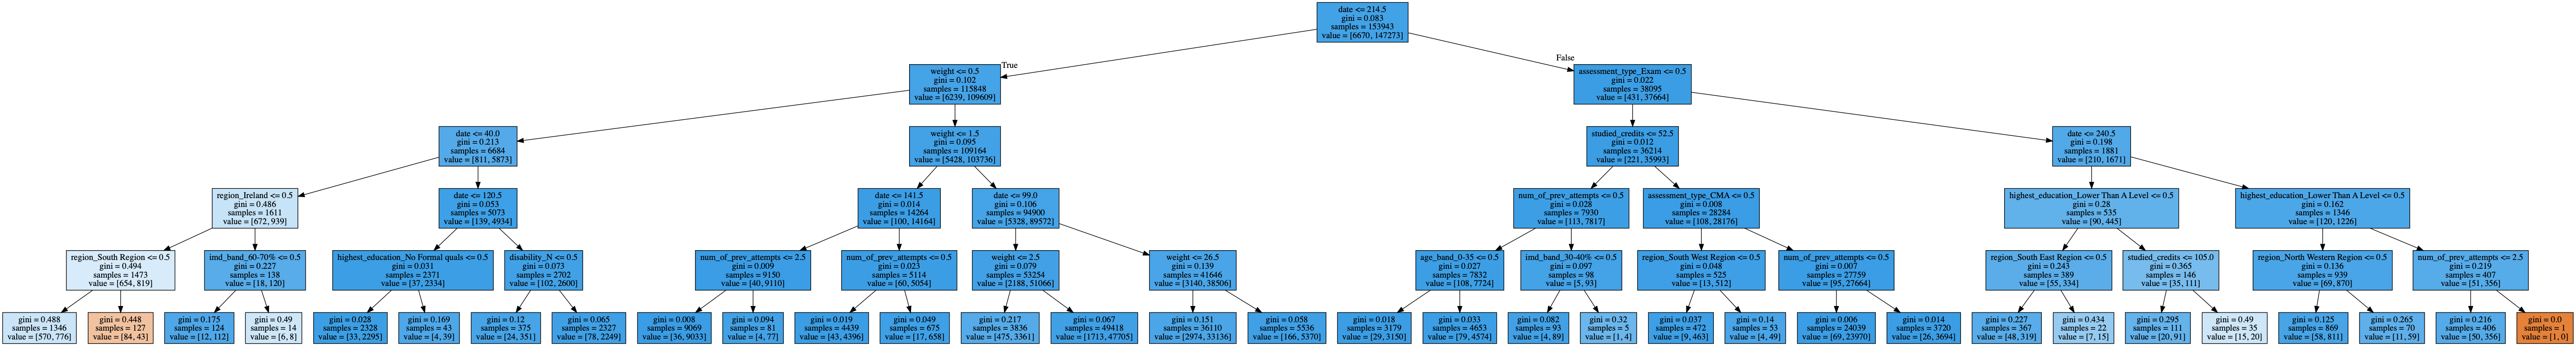 date <= 214.5
gini = 0.083
samples = 153943
value = [6670, 147273]
True
False
weight <= 0.5
gini = 0.102
samples = 115848
value = [6239, 109609]
assessment_type_Exam <= 0.5
gini = 0.022
samples = 38095
value = [431, 37664]
date <= 40.0
gini = 0.213
samples = 6684
value = [811, 5873]
weight <= 1.5
gini = 0.095
samples = 109164
value = [5428, 103736]
studied_credits <= 52.5
gini = 0.012
samples = 36214
value = [221, 35993]
date <= 240.5
gini = 0.198
samples = 1881
value = [210, 1671]
region_Ireland <= 0.5
gini = 0.486
samples = 1611
value = [672, 939]
date <= 120.5
gini = 0.053
samples = 5073
value = [139, 4934]
date <= 141.5
gini = 0.014
samples = 14264
value = [100, 14164]
date <= 99.0
gini = 0.106
samples = 94900
value = [5328, 89572]
num_of_prev_attempts <= 0.5
gini = 0.028
samples = 7930
value = [113, 7817]
assessment_type_CMA <= 0.5
gini = 0.008
samples = 28284
value = [108, 28176]
highest_education_Lower Than A Level <= 0.5
gini = 0.28
samples = 535
value = [90, 445]
highest_education_Lower Than A Level <= 0.5
gini = 0.162
samples = 1346
value = [120, 1226]
region_South Region <= 0.5
gini = 0.494
samples = 1473
value = [654, 819]
imd_band_60-70% <= 0.5
gini = 0.227
samples = 138
value = [18, 120]
highest_education_No Formal quals <= 0.5
gini = 0.031
samples = 2371
value = [37, 2334]
disability_N <= 0.5
gini = 0.073
samples = 2702
value = [102, 2600]
num_of_prev_attempts <= 2.5
gini = 0.009
samples = 9150
value = [40, 9110]
num_of_prev_attempts <= 0.5
gini = 0.023
samples = 5114
value = [60, 5054]
weight <= 2.5
gini = 0.079
samples = 53254
value = [2188, 51066]
weight <= 26.5
gini = 0.139
samples = 41646
value = [3140, 38506]
age_band_0-35 <= 0.5
gini = 0.027
samples = 7832
value = [108, 7724]
imd_band_30-40% <= 0.5
gini = 0.097
samples = 98
value = [5, 93]
region_South West Region <= 0.5
gini = 0.048
samples = 525
value = [13, 512]
num_of_prev_attempts <= 0.5
gini = 0.007
samples = 27759
value = [95, 27664]
region_South East Region <= 0.5
gini = 0.243
samples = 389
value = [55, 334]
studied_credits <= 105.0
gini = 0.365
samples = 146
value = [35, 111]
region_North Western Region <= 0.5
gini = 0.136
samples = 939
value = [69, 870]
num_of_prev_attempts <= 2.5
gini = 0.219
samples = 407
value = [51, 356]
gini = 0.488
samples = 1346
value = [570, 776]
gini = 0.448
samples = 127
value = [84, 43]
gini = 0.175
samples = 124
value = [12, 112]
gini = 0.49
samples = 14
value = [6, 8]
gini = 0.028
samples = 2328
value = [33, 2295]
gini = 0.169
samples = 43
value = [4, 39]
gini = 0.12
samples = 375
value = [24, 351]
gini = 0.065
samples = 2327
value = [78, 2249]
gini = 0.008
samples = 9069
value = [36, 9033]
gini = 0.094
samples = 81
value = [4, 77]
gini = 0.019
samples = 4439
value = [43, 4396]
gini = 0.049
samples = 675
value = [17, 658]
gini = 0.217
samples = 3836
value = [475, 3361]
gini = 0.067
samples = 49418
value = [1713, 47705]
gini = 0.151
samples = 36110
value = [2974, 33136]
gini = 0.058
samples = 5536
value = [166, 5370]
gini = 0.018
samples = 3179
value = [29, 3150]
gini = 0.033
samples = 4653
value = [79, 4574]
gini = 0.082
samples = 93
value = [4, 89]
gini = 0.32
samples = 5
value = [1, 4]
gini = 0.037
samples = 472
value = [9, 463]
gini = 0.14
samples = 53
value = [4, 49]
gini = 0.006
samples = 24039
value = [69, 23970]
gini = 0.014
samples = 3720
value = [26, 3694]
gini = 0.227
samples = 367
value = [48, 319]
gini = 0.434
samples = 22
value = [7, 15]
gini = 0.295
samples = 111
value = [20, 91]
gini = 0.49
samples = 35
value = [15, 20]
gini = 0.125
samples = 869
value = [58, 811]
gini = 0.265
samples = 70
value = [11, 59]
gini = 0.216
samples = 406
value = [50, 356]
gini = 0.0
samples = 1
value = [1, 0]